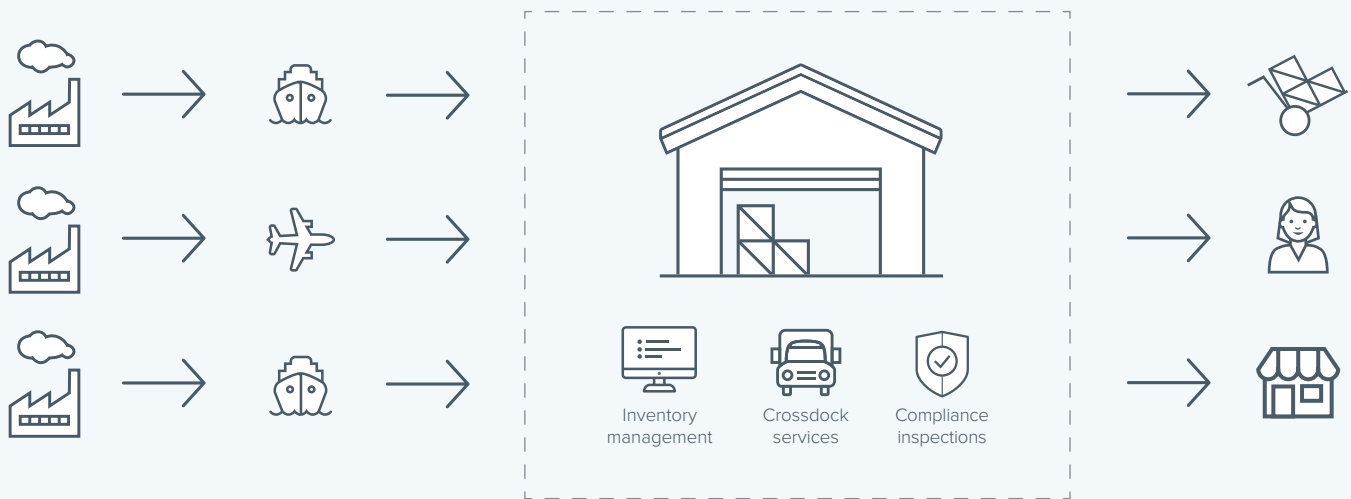 Inventory
management
Crossdock
services
Compliance
inspections